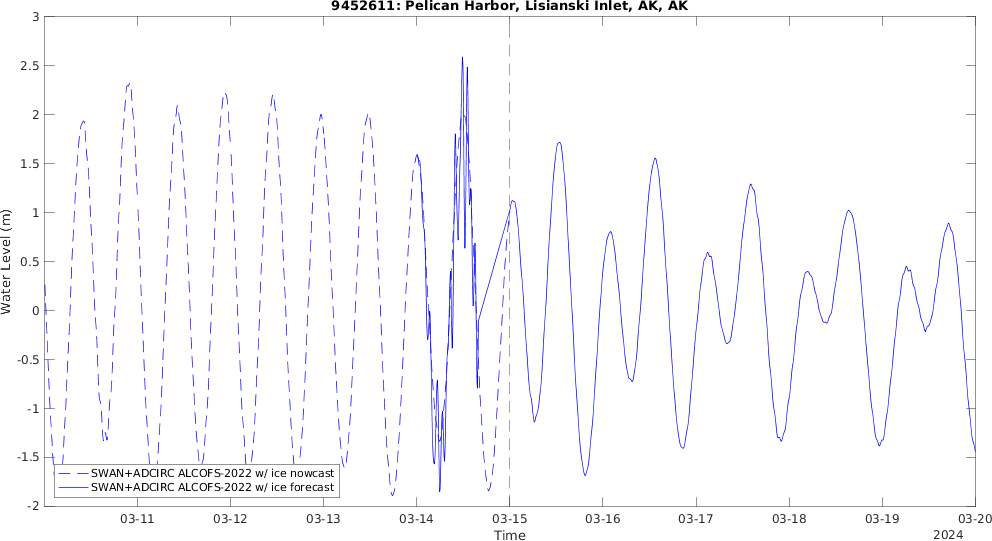 9452611: Pelican Harbor, Lisianski Inlet, AK, AK
3
2.5
2
1.5
1
0.5
0
-0.5
-1
-1.5
-2
Water Level (m)
SWAN+ADCIRC ALCOFS-2022 w/ ice nowcast
SWAN+ADCIRC ALCOFS-2022 w/ ice forecast
03-11 03-12 03-13 03-14 03-15 03-16 03-17 03-18 03-19 03-20
Time
2024